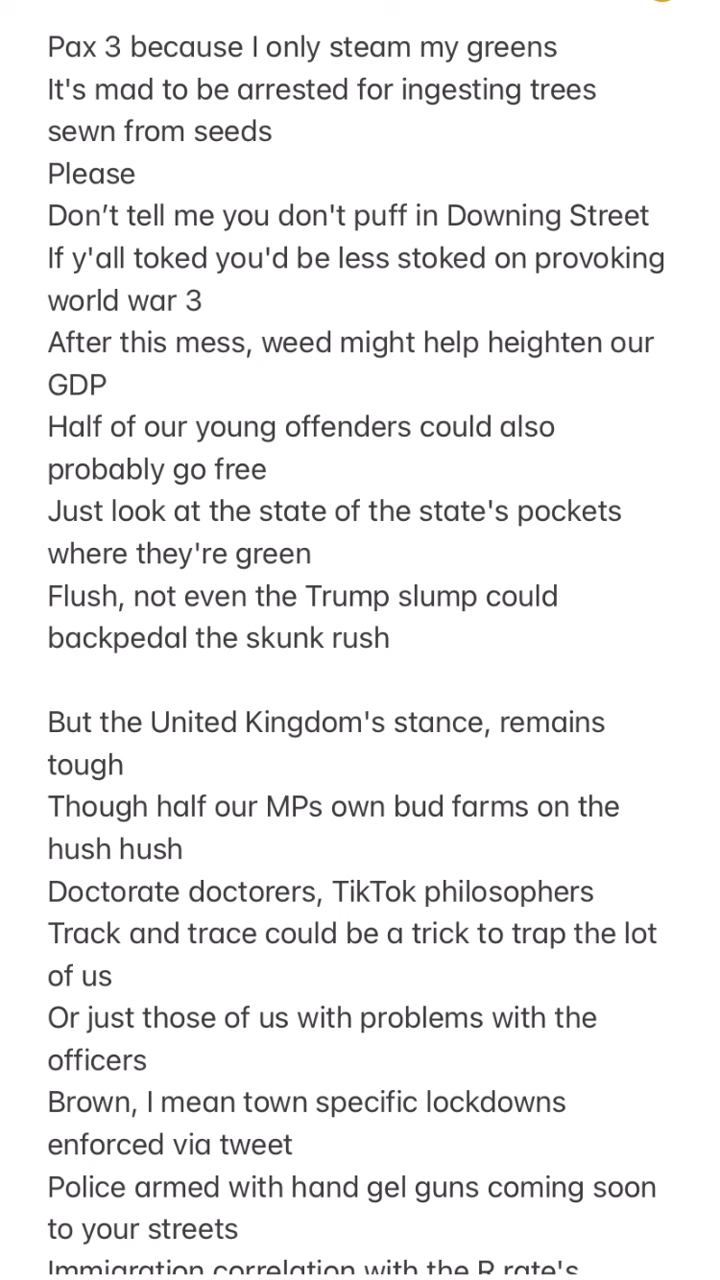 Pax 3 because I only steam my greens
It's mad to be arrested for ingesting trees
sewn from seeds
Please
Don’t tell me you don't puff in Downing Street
If y'all toked you'd be less stoked on provoking
world war 3
After this mess, weed might help heighten our
GDP
Half of our young offenders could also
probably go free
Just look at the state of the state's pockets
where they're green
Flush, not even the Trump slump could
backpedal the skunk rush

But the United Kingdom's stance, remains
tough
Though half our MPs own bud farms on the
hush hush
Doctorate doctorers, TikTok philosophers
Track and trace could be a trick to trap the lot
of us
Or just those of us with problems with the
officers
Brown, I mean town specific lockdowns
enforced via tweet
Police armed with hand gel guns coming soon
to your streets
Immigration correlation with the R rate's